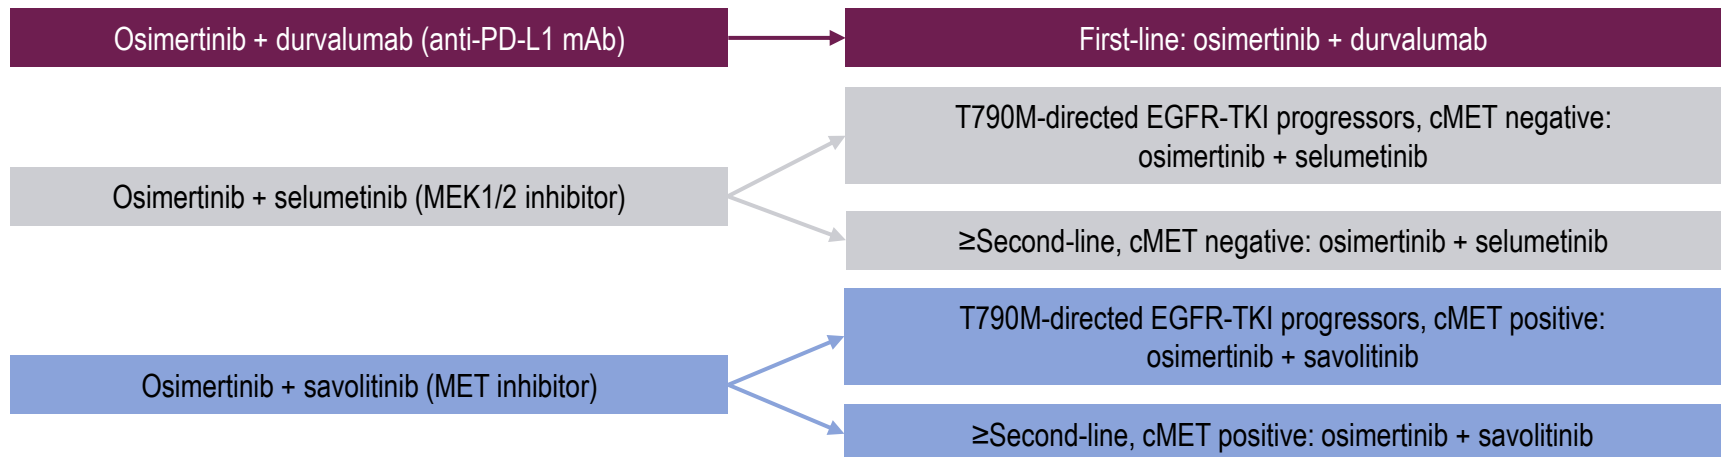 Osimertinib + durvalumab (anti-PD-L1 mAb)
First-line: osimertinib + durvalumab
Osimertinib + selumetinib (MEK1/2 inhibitor)
T790M-directed EGFR-TKI progressors, cMET negative:
osimertinib + selumetinib
≥Second-line, cMET negative: osimertinib + selumetinib
Osimertinib + savolitinib (MET inhibitor)
T790M-directed EGFR-TKI progressors, cMET positive:
osimertinib + savolitinib
≥Second-line, cMET positive: osimertinib + savolitinib